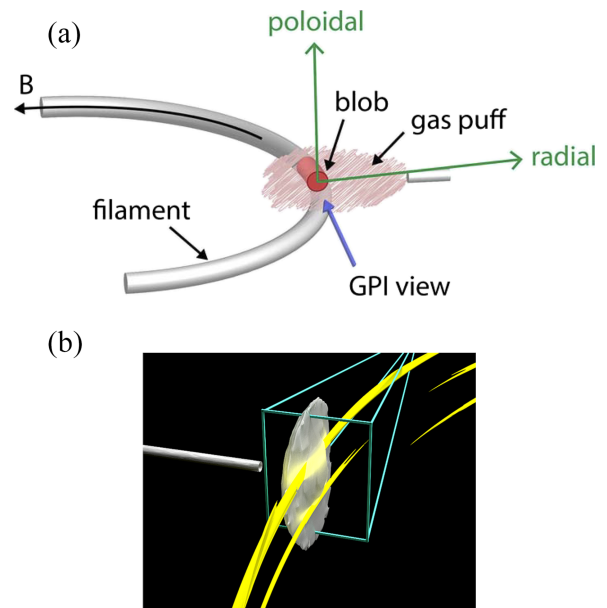 (a)
poloidal
B
blob
gas puff
radial
filament
GPI view
(b)